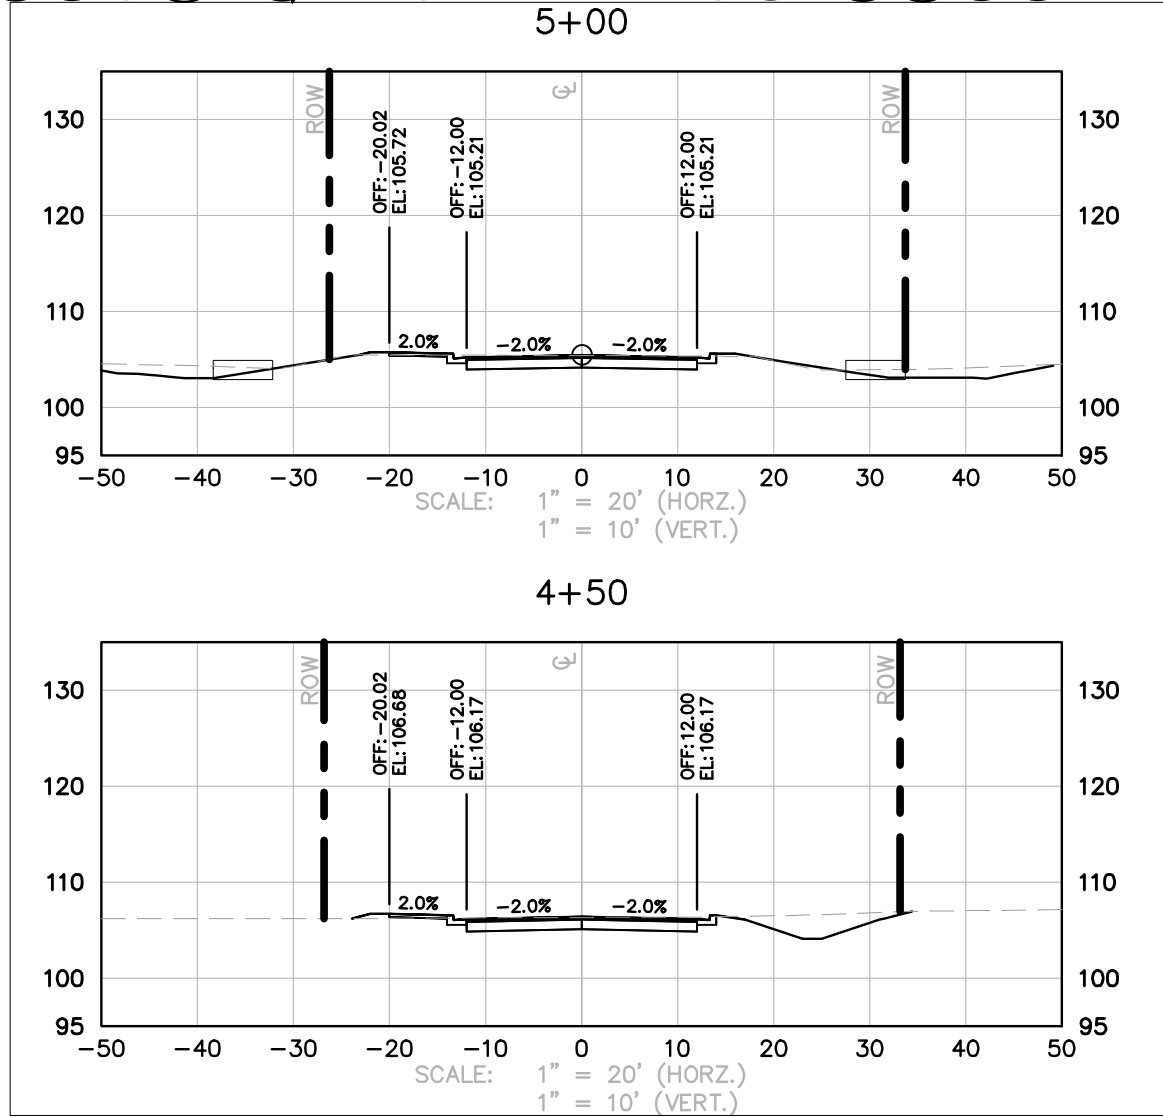 5+00
ROW
CL
ROW
OFF:-20.02
EL:105.72
OFF:-12.00
EL:105.21
OFF:12.00
EL:105.21
130 130
120 120
110 110
2.0% -2.0% -2.0%
100 100
95 95
-50 -40 -30 -20 -10 0 10 20 30 40 50
SCALE: 1" = 20' (HORZ.)
1" = 10' (VERT.)
4+50
ROW
CL
ROW
OFF:-20.02
EL:106.68
OFF:-12.00
EL:106.17
OFF:12.00
EL:106.17
130 130
120 120
110 110
2.0% -2.0% -2.0%
100 100
95 95
-50 -40 -30 -20 -10 0 10 20 30 40 50
SCALE: 1" = 20' (HORZ.)
1" = 10' (VERT.)